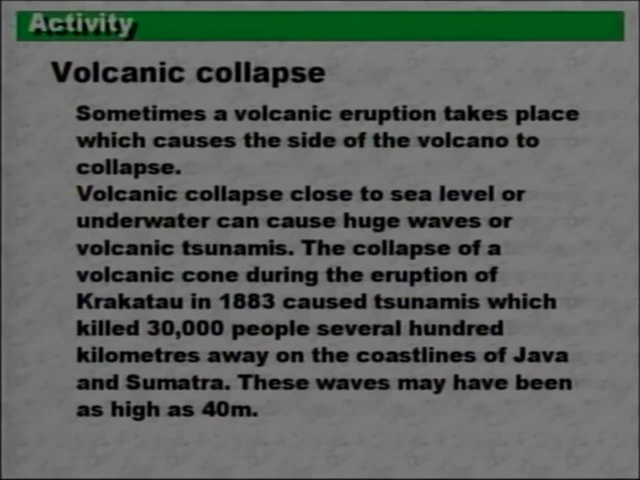 Activity
Volcanic collapse
Sometimes a volcanic eruption takes place
which causes the side of the volcano to
collapse.
Volcanic collapse close to sea level or
underwater can cause huge waves or
volcanic tsunamis. The collapse of a
volcanic cone during the eruption of
Krakatau in 1883 caused tsunamis which
killed 30,000 people several hundred
kilometres away on the coastlines of Java
and Sumatra. These waves may have been
as high as 40m.